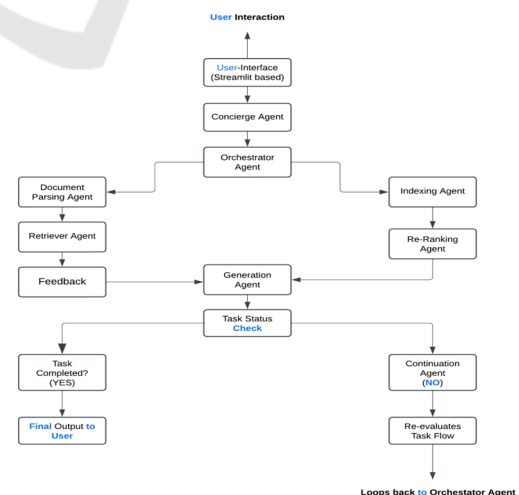 User Interaction
User-Interface
(Streamlit based)
Concierge Agent
Orchestrator
Agent
Document
Parsing Agent
Indexing Agent
Retriever Agent
Re-Ranking
Agent
Feedback
Generation
Agent
Task Status
Check
Task
Completed?
(YES)
Continuation
Agent
(NO)
Final Output to
User
Re-evaluates
Task Flow
Loops back to Orchestrator Agent